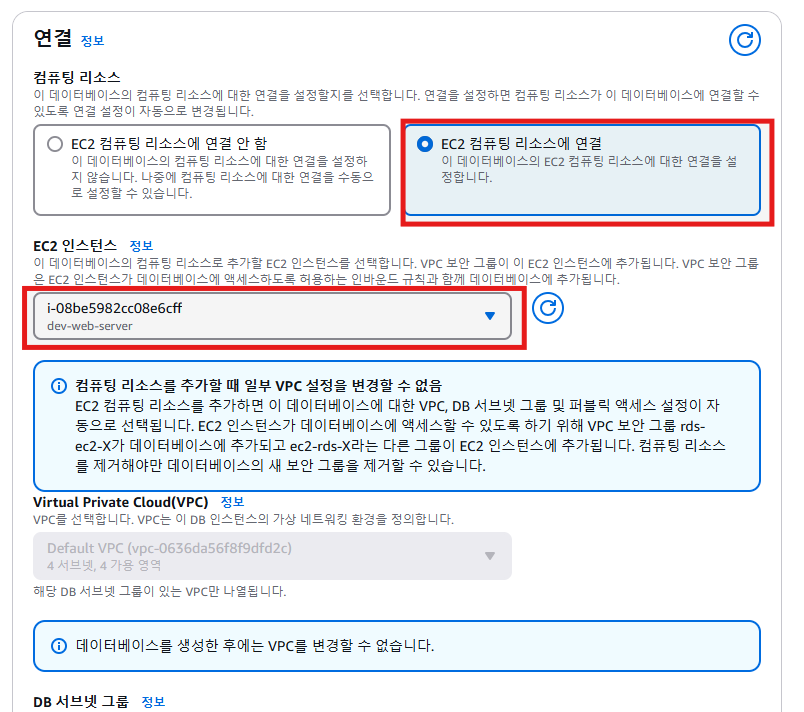 연결 정보
컴퓨팅 리소스
이 데이터베이스의 컴퓨팅 리소스에 대한 연결을 설정할지를 선택합니다. 연결을 설정하면 컴퓨팅 리소스가 이 데이터베이스에 연결할 수
있도록 연결 설정이 자동으로 변경됩니다.
EC2 컴퓨팅 리소스에 연결 안 함
이 데이터베이스의 컴퓨팅 리소스에 대한 연결을 설정하
지 않습니다. 나중에 컴퓨팅 리소스에 대한 연결을 수동으
로 설정할 수 있습니다.
EC2 컴퓨팅 리소스에 연결
이 데이터베이스의 EC2 컴퓨팅 리소스에 대한 연결을 설
정합니다.
EC2 인스턴스 정보
이 데이터베이스의 컴퓨팅 리소스로 추가할 EC2 인스턴스를 선택합니다. VPC 보안 그룹이 이 EC2 인스턴스에 추가됩니다. VPC 보안 그룹
은 EC2 인스턴스가 데이터베이스에 액세스하도록 허용하는 인바운드 규칙과 함께 데이터베이스에 추가됩니다.
i-08be5982cc08e6cff
dev-web-server
컴퓨팅 리소스를 추가할 때 일부 VPC 설정을 변경할 수 없음
EC2 컴퓨팅 리소스를 추가하면 이 데이터베이스에 대한 VPC, DB 서브넷 그룹 및 퍼블릭 액세스 설정이 자
동으로 선택됩니다. EC2 인스턴스가 데이터베이스에 액세스할 수 있도록 하기 위해 VPC 보안 그룹 rds-
ec2-X가 데이터베이스에 추가되고 ec2-rds-X라는 다른 그룹이 EC2 인스턴스에 추가됩니다. 컴퓨팅 리소스
를 제거해야만 데이터베이스의 새 보안 그룹을 제거할 수 있습니다.
Virtual Private Cloud(VPC) 정보
VPC를 선택합니다. VPC는 이 DB 인스턴스의 가상 네트워킹 환경을 정의합니다.
Default VPC (vpc-0636da56f8f9dfd2c)
4 서브넷, 4 가용 영역
해당 DB 서브넷 그룹이 있는 VPC만 나열됩니다.
데이터베이스를 생성한 후에는 VPC를 변경할 수 없습니다.
DB 서브넷 그룹 정보